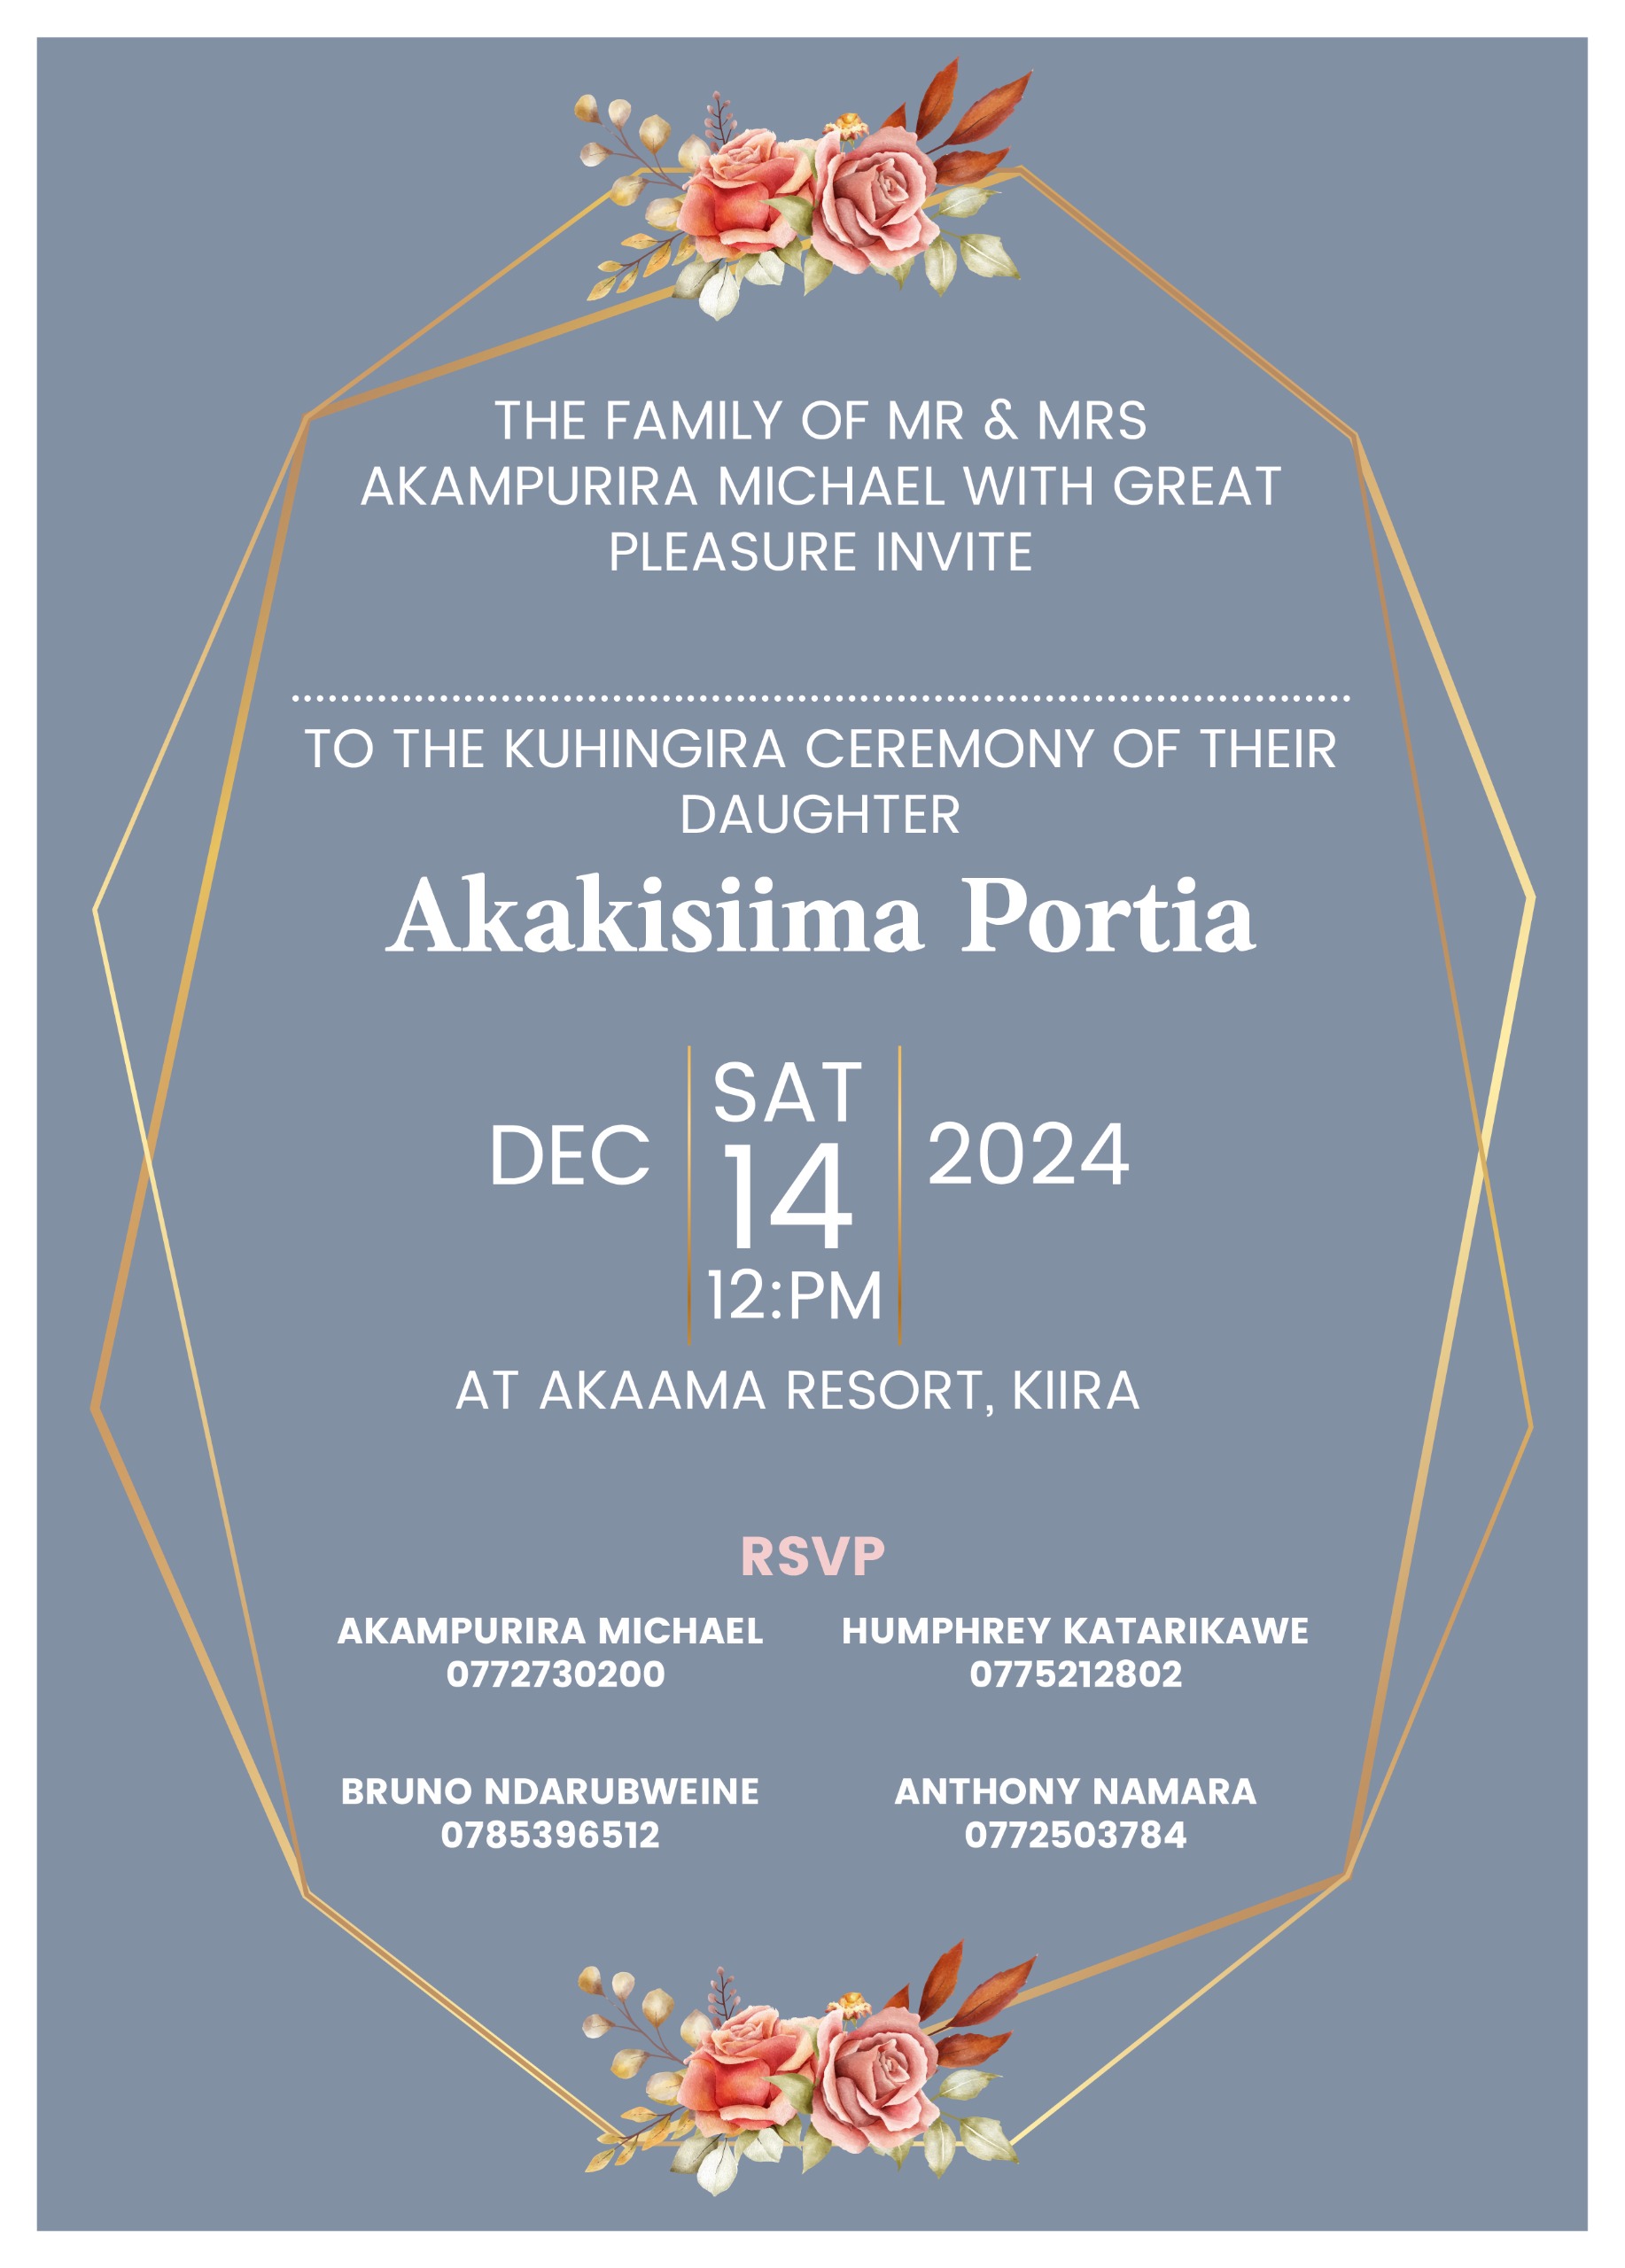 THE FAMILY OF MR & MRS
AKAMPURIRA MICHAEL WITH GREAT
PLEASURE INVITE
TO THE KUHINGIRA CEREMONY OF THEIR
DAUGHTER
Akakisiima Portia
DEC
SAT
14
12:PM
2024
AT AKAAMA RESORT, KIIRA
RSVP
AKAMPURIRA MICHAEL
0772730200
HUMPHREY KATARIKAWE
0775212802
BRUNO NDARUBWEINE
0785396512
ANTHONY NAMARA
0772503784